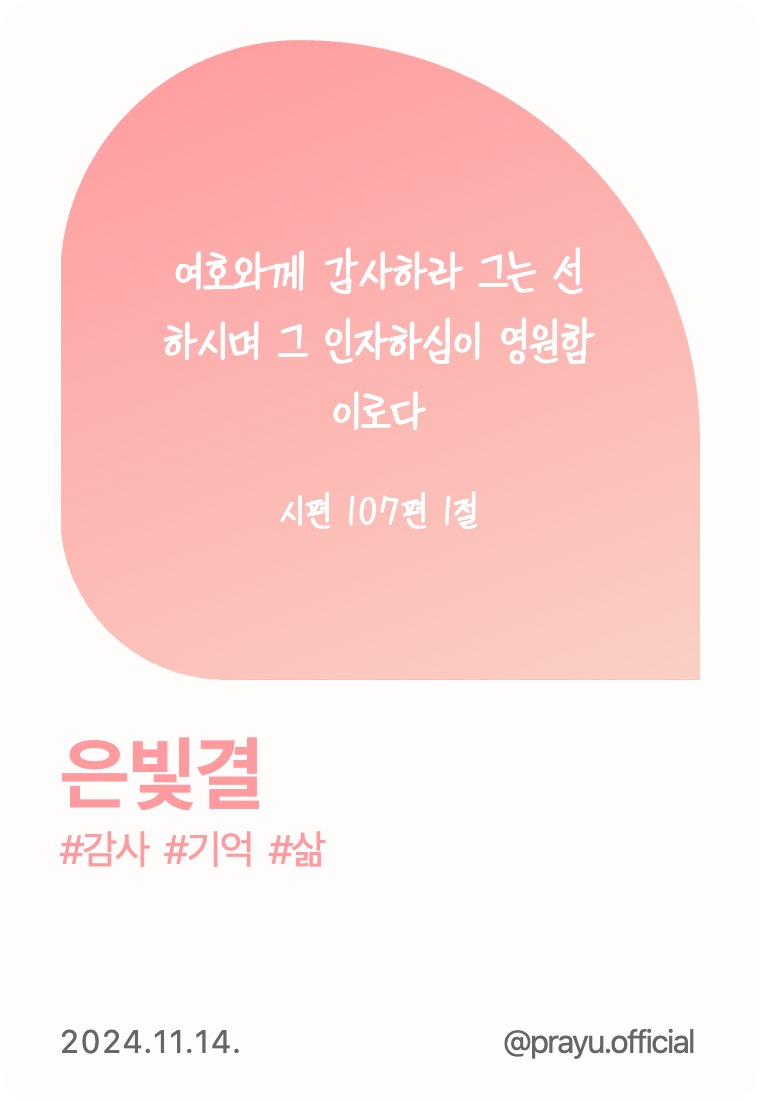 여호와께 감사하라 그는 선
하시며 그 인자하심이 영원함
이로다
시편 107편 1절
은빛결
#감사 #기억 #삶
2024.11.14.
@prayu.official